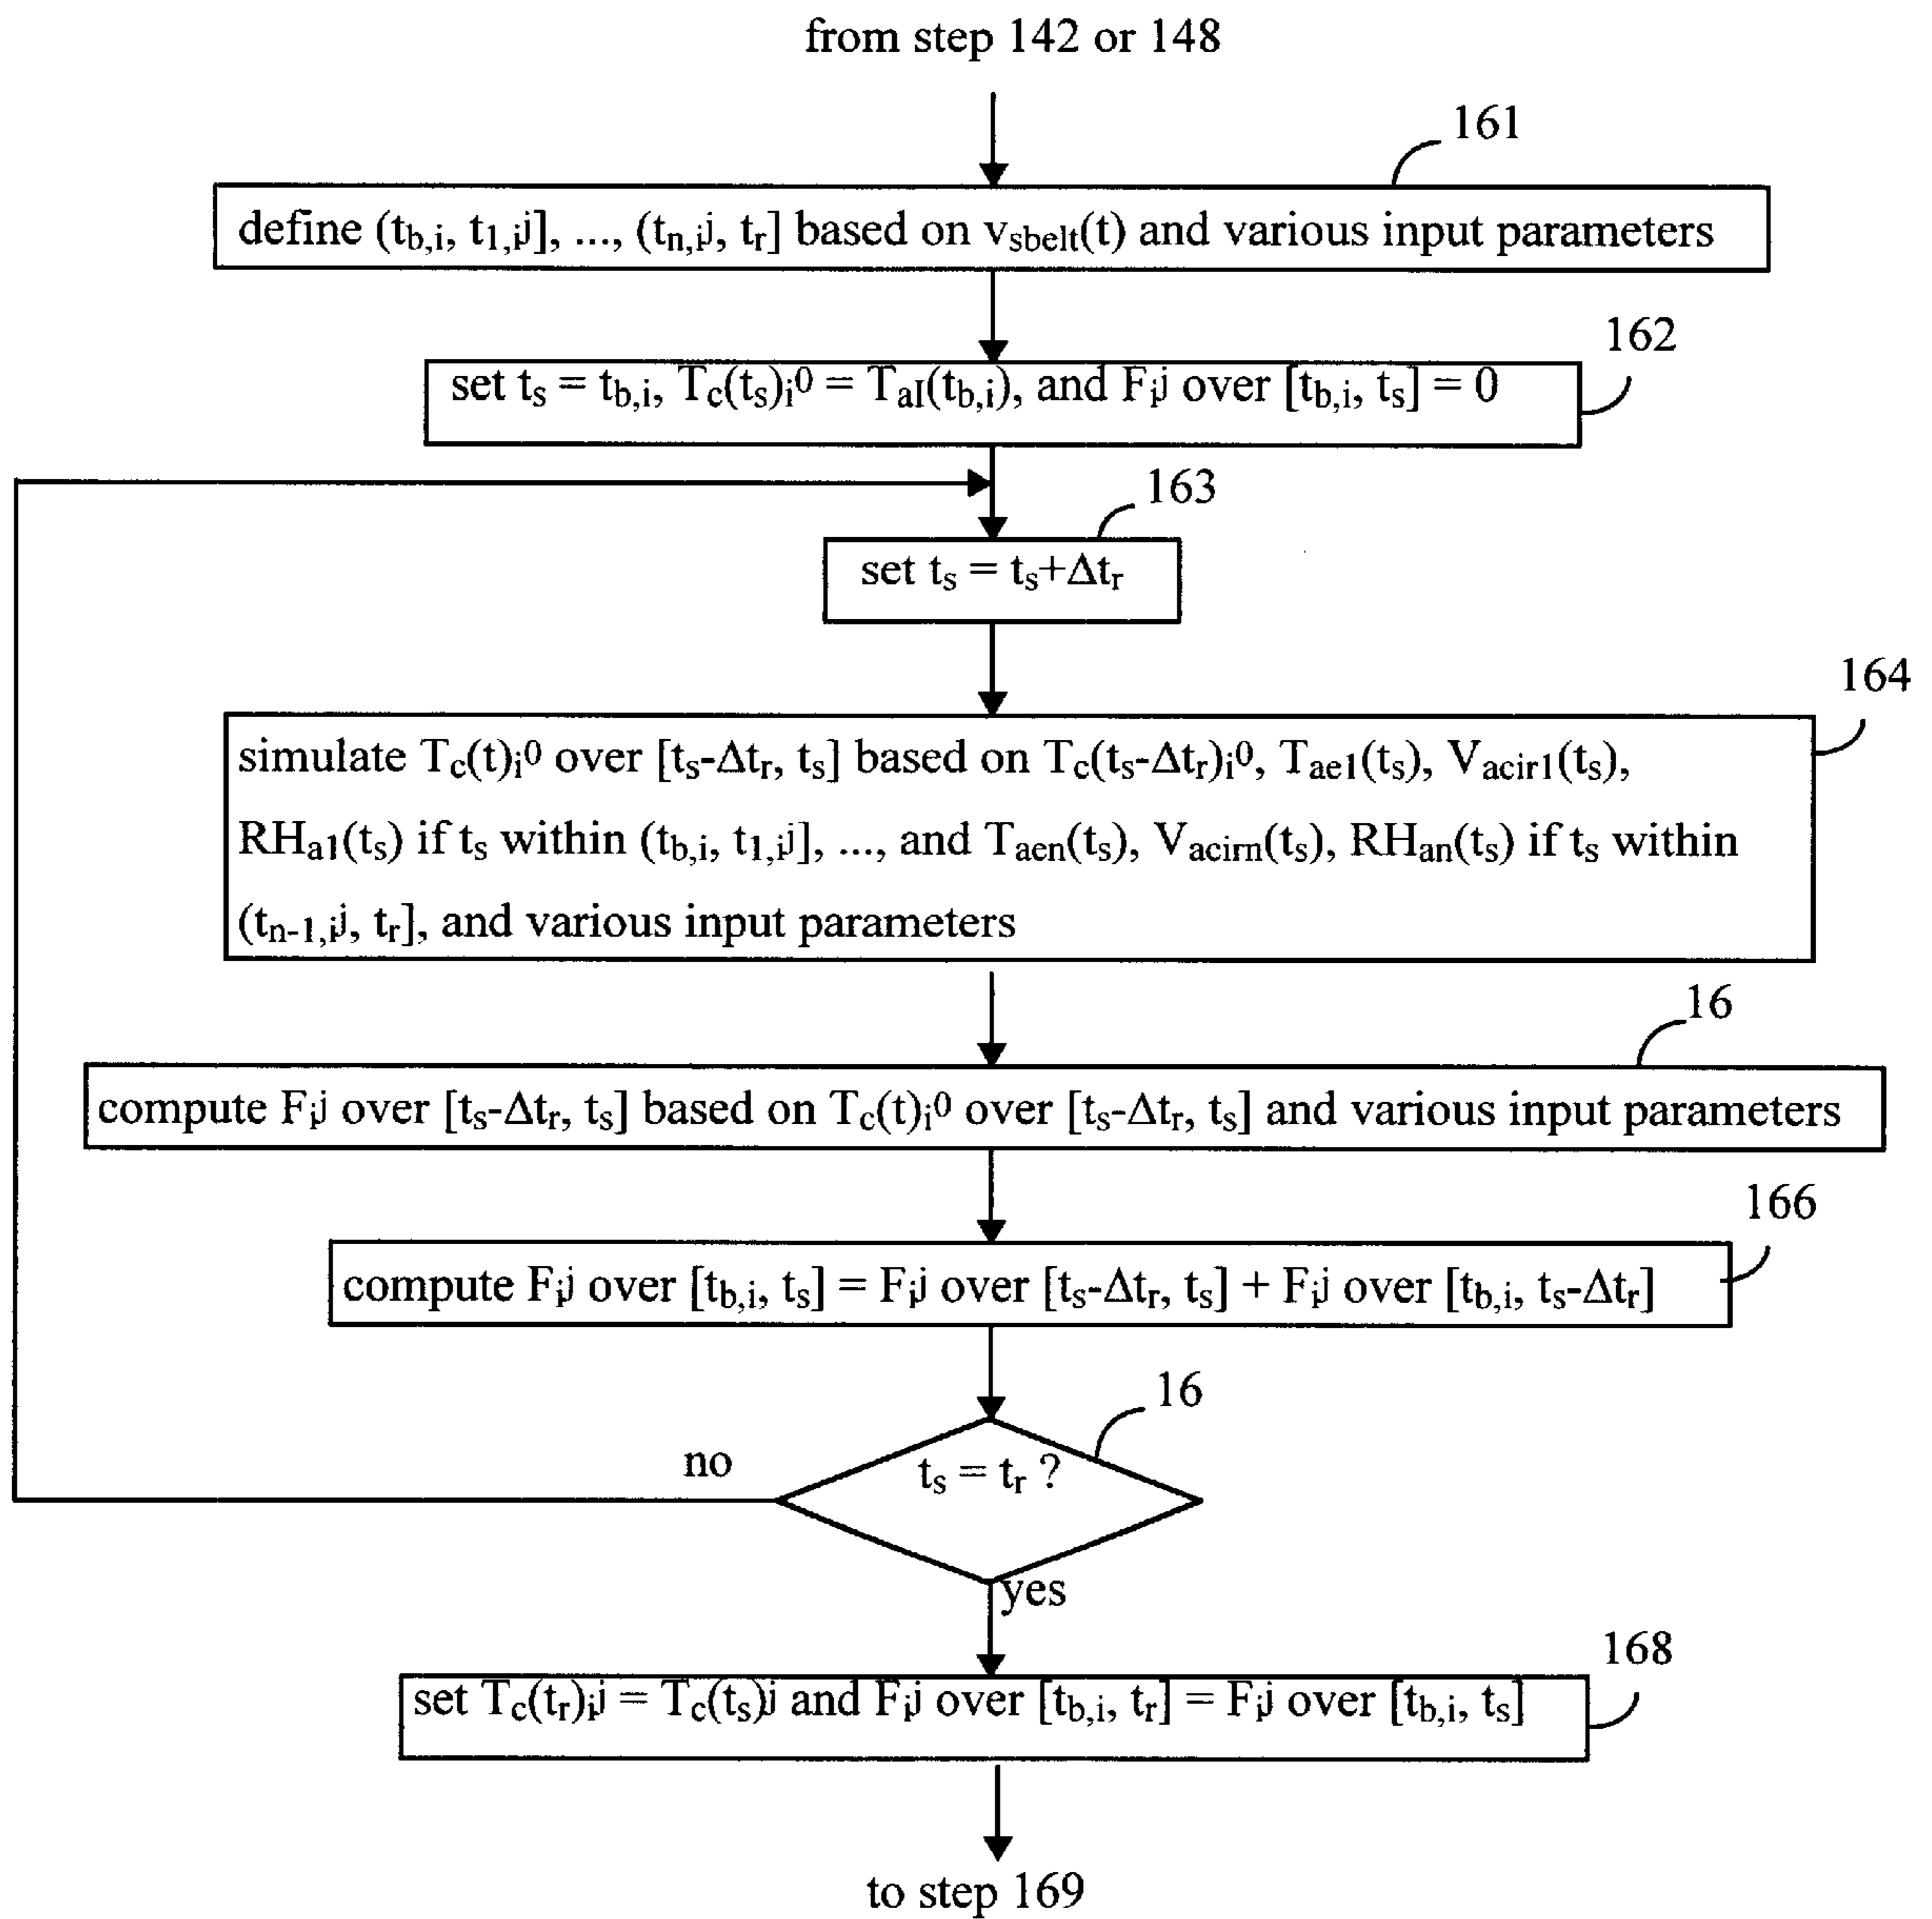 from step 142 or 148
161
define (tb,i, t1,ij], ..., (tn,ij, tr] based on vsbelt(t) and various input parameters
162
set ts = tb,i, Tc(ts)i0 = TaI(tb,i), and Fij over [tb,i, ts] = 0
163
set ts = ts+Δtr
164
simulate Tc(t)i0 over [ts-Δtr, ts] based on Tc(ts-Δtr)i0, Tae1(ts), Vacir1(ts),
RHa1(ts) if ts within (tb,i, t1,ij], ..., and Taen(ts), Vacirn(ts), RHan(ts) if ts within
(tn-1,ij, tr], and various input parameters
16
compute Fij over [ts-Δtr, ts] based on Tc(t)i0 over [ts-Δtr, ts] and various input parameters
166
compute Fij over [tb,i, ts] = Fij over [ts-Δtr, ts] + Fij over [tb,i, ts-Δtr]
16
no
ts = tr ?
yes
168
set Tc(tr)ij = Tc(ts)j and Fij over [tb,i, tr] = Fij over [tb,i, ts]
to step 169